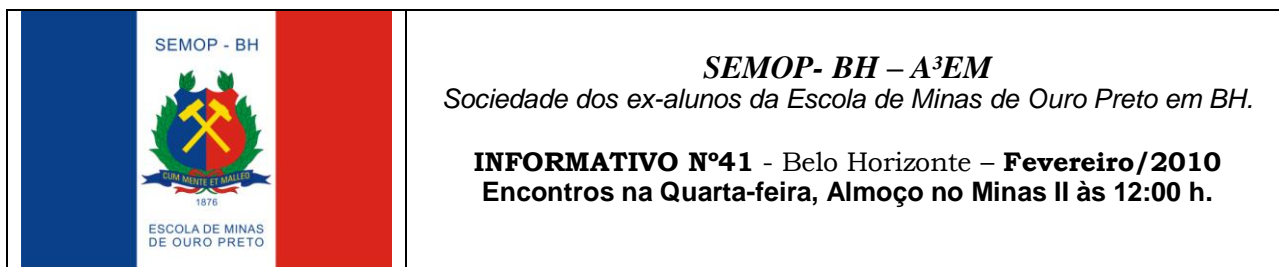 SEMOP - BH
CUM MENTE ET MALLEO
1876
ESCOLA DE MINAS
DE OURO PRETO
SEMOP- BH – A³EM
Sociedade dos ex-alunos da Escola de Minas de Ouro Preto em BH.
INFORMATIVO Nº41 - Belo Horizonte – Fevereiro/2010
Encontros na Quarta-feira, Almoço no Minas II às 12:00 h.